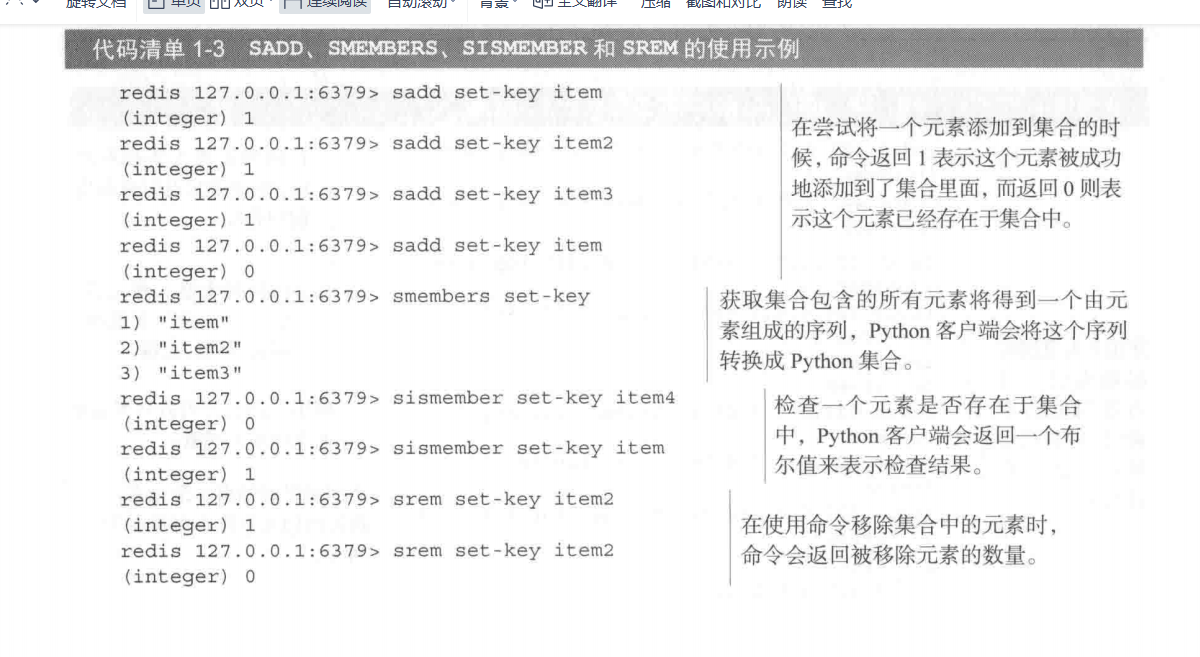 旋转文档 单页 双页 连续阅读 自动滚动 背景 全文翻译 压缩 截图和对比 朗读 查找
代码清单 1-3 SADD、SMEMBERS、SISMEMBER 和 SREM 的使用示例
redis 127.0.0.1:6379> sadd set-key item
(integer) 1
redis 127.0.0.1:6379> sadd set-key item2
(integer) 1
redis 127.0.0.1:6379> sadd set-key item3
(integer) 1
redis 127.0.0.1:6379> sadd set-key item
(integer) 0
在尝试将一个元素添加到集合的时
候，命令返回 1 表示这个元素被成功
地添加到了集合里面，而返回 0 则表
示这个元素已经存在于集合中。
redis 127.0.0.1:6379> smembers set-key
1) "item"
2) "item2"
3) "item3"
获取集合包含的所有元素将得到一个由元
素组成的序列，Python 客户端会将这个序列
转换成 Python 集合。
redis 127.0.0.1:6379> sismember set-key item4
(integer) 0
redis 127.0.0.1:6379> sismember set-key item
(integer) 1
检查一个元素是否存在于集合
中，Python 客户端会返回一个布
尔值来表示检查结果。
redis 127.0.0.1:6379> srem set-key item2
(integer) 1
redis 127.0.0.1:6379> srem set-key item2
(integer) 0
在使用命令移除集合中的元素时，
命令会返回被移除元素的数量。